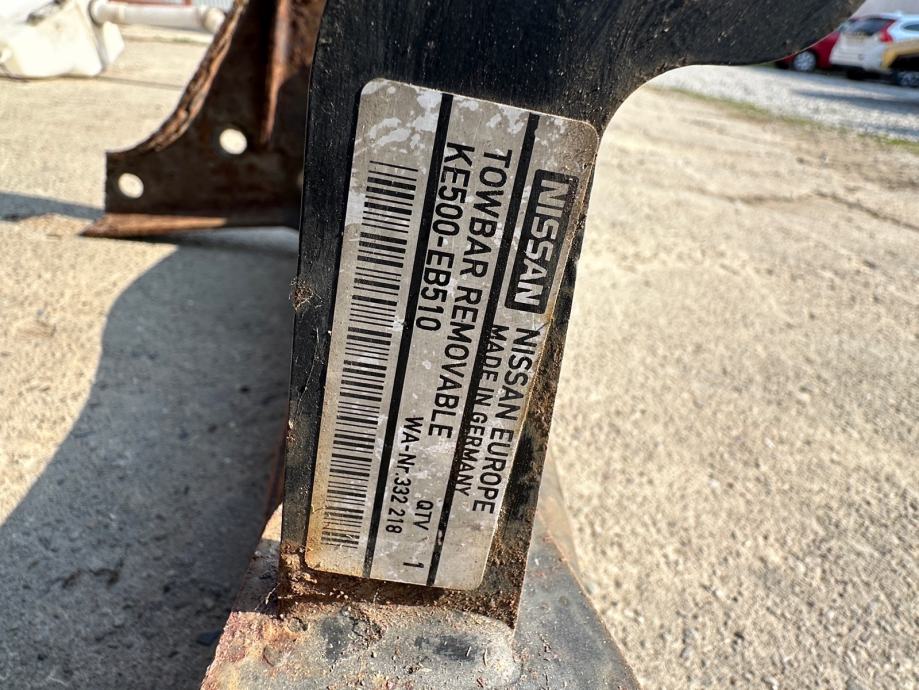 NISSAN NISSAN EUROPE
MADE IN GERMANY
TOWBAR REMOVABLE QTY 1
KE500-EB510 WA-Nr. 332 218